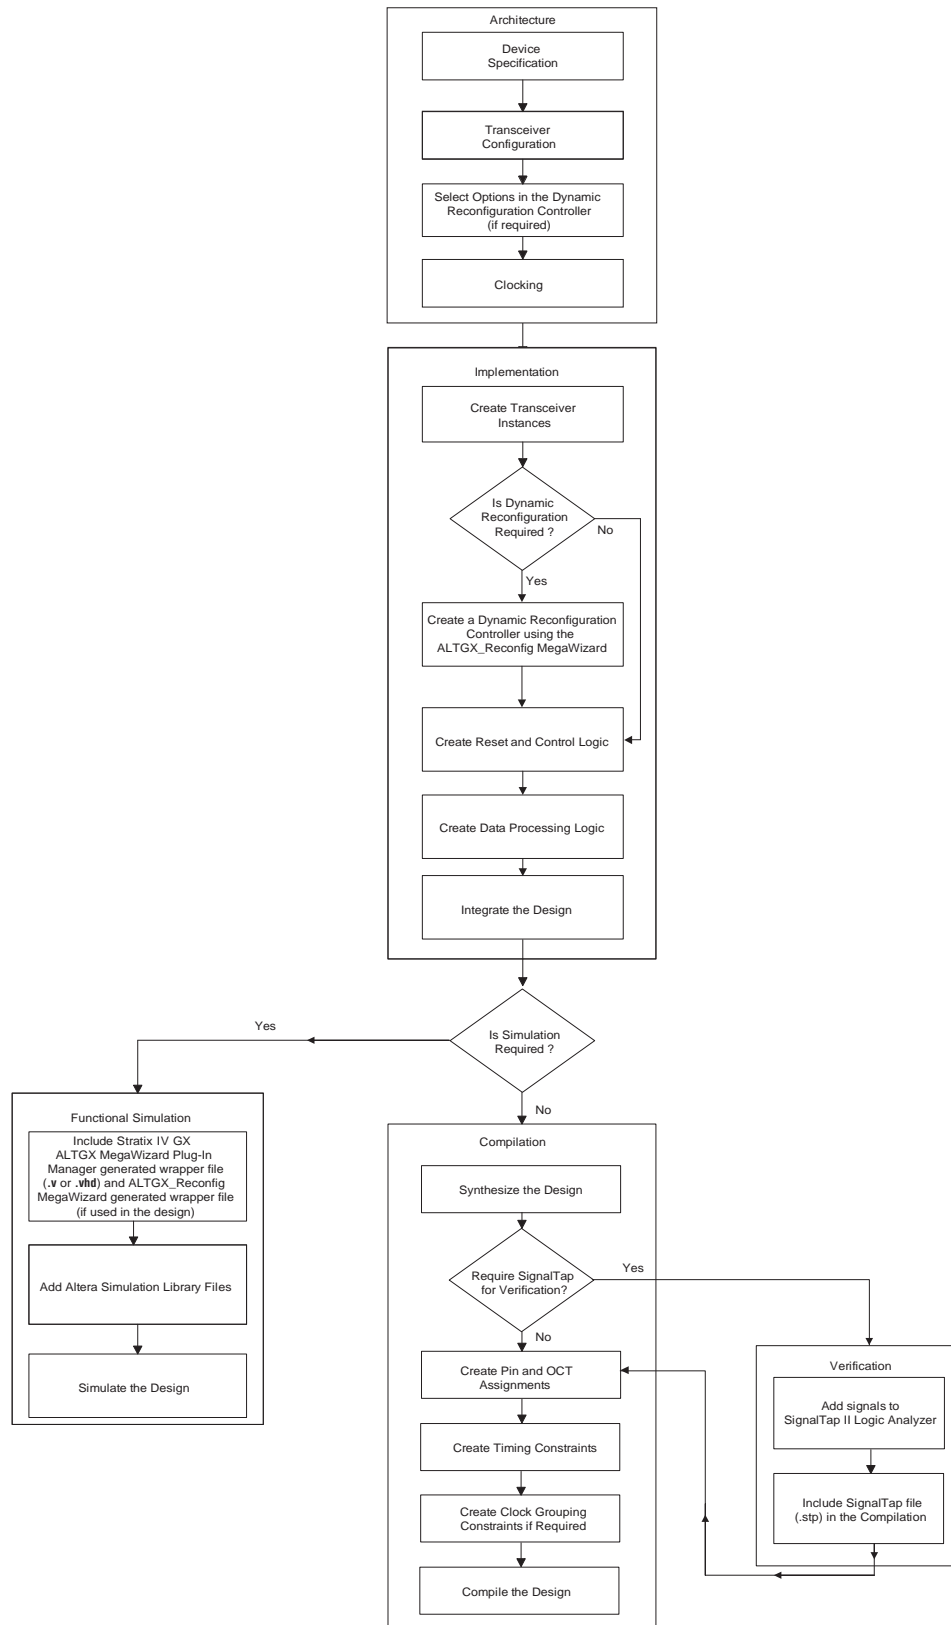 Architecture
Device
Specification
Transceiver
Configuration
Select Options in the Dynamic
Reconfiguration Controller
(if required)
Clocking
Implementation
Create Transceiver
Instances
Is Dynamic
Reconfiguration
Required ?
No
Yes
Create a Dynamic Reconfiguration
Controller using the
ALTGX_Reconfig MegaWizard
Create Reset and Control Logic
Create Data Processing Logic
Integrate the Design
Is Simulation
Required ?
Yes
No
Functional Simulation
Include Stratix IV GX
ALTGX MegaWizard Plug-In
Manager generated wrapper file
(.v or .vhd) and ALTGX_Reconfig
MegaWizard generated wrapper file
(if used in the design)
Add Altera Simulation Library Files
Simulate the Design
Compilation
Synthesize the Design
Require SignalTap
for Verification?
Yes
No
Create Pin and OCT
Assignments
Create Timing Constraints
Create Clock Grouping
Constraints if Required
Compile the Design
Verification
Add signals to
SignalTap II Logic Analyzer
Include SignalTap file
(.stp) in the Compilation